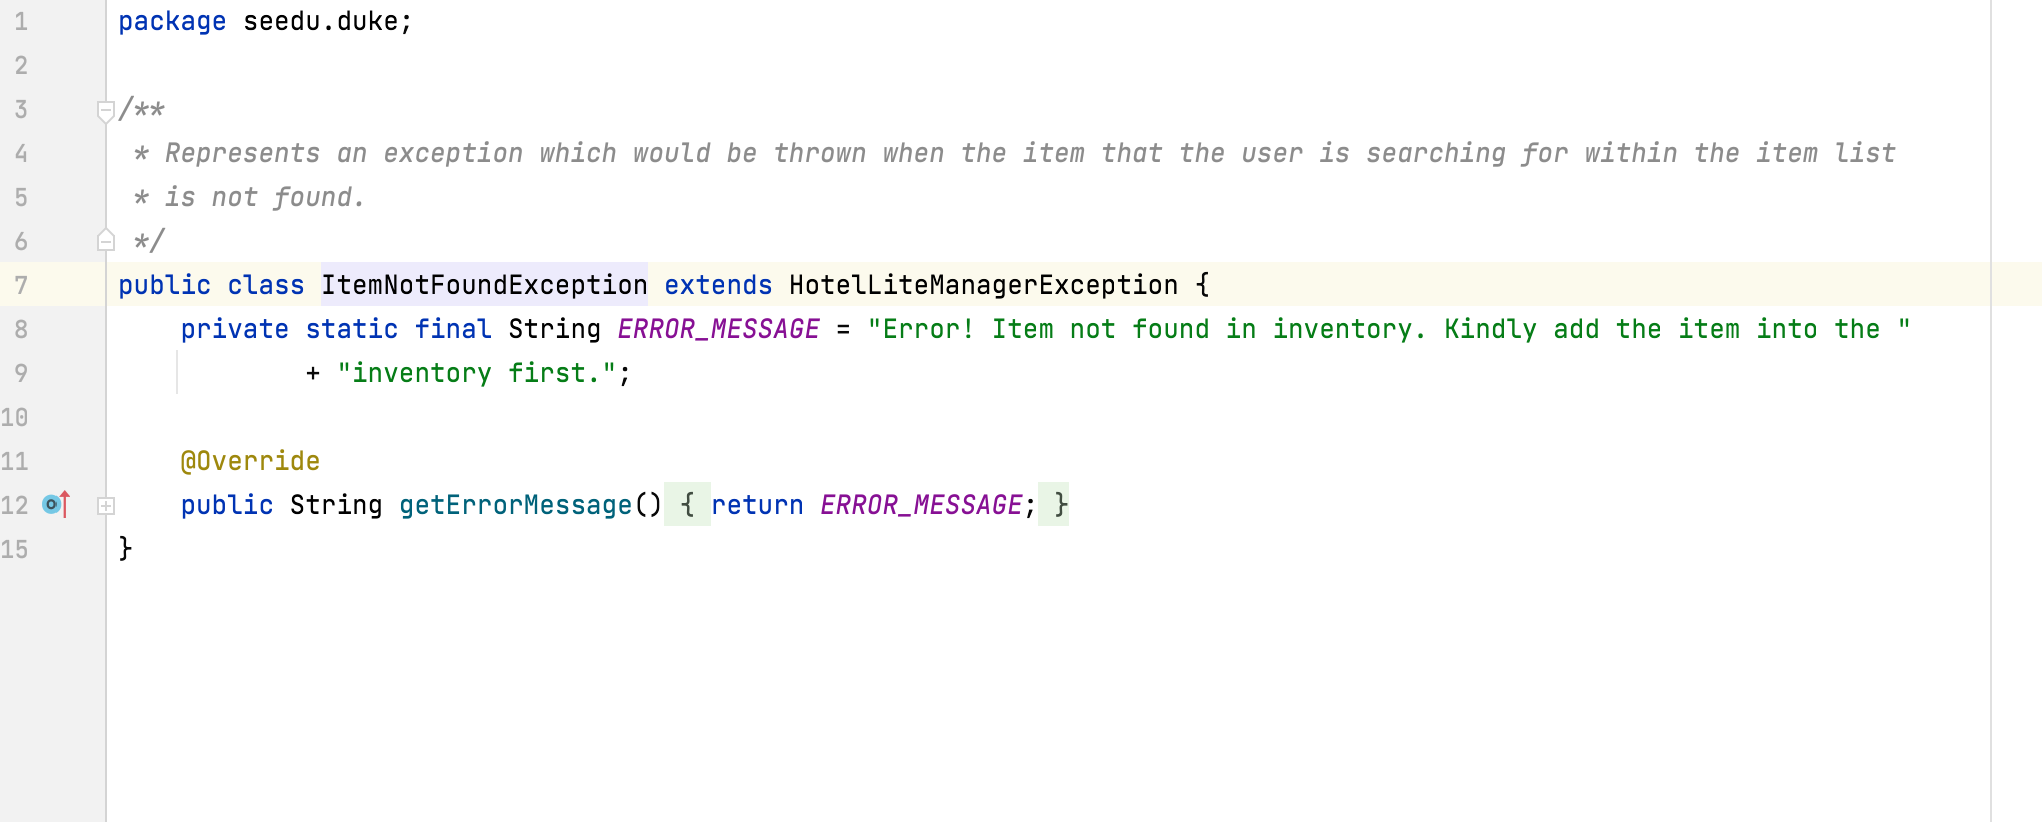 1 package seedu.duke;
2
3 /**
4  * Represents an exception which would be thrown when the item that the user is searching for within the item list
5  * is not found.
6  */
7 public class ItemNotFoundException extends HotelLiteManagerException {
8     private static final String ERROR_MESSAGE = "Error! Item not found in inventory. Kindly add the item into the "
9             + "inventory first.";
10
11     @Override
12     public String getErrorMessage() { return ERROR_MESSAGE; }
15 }